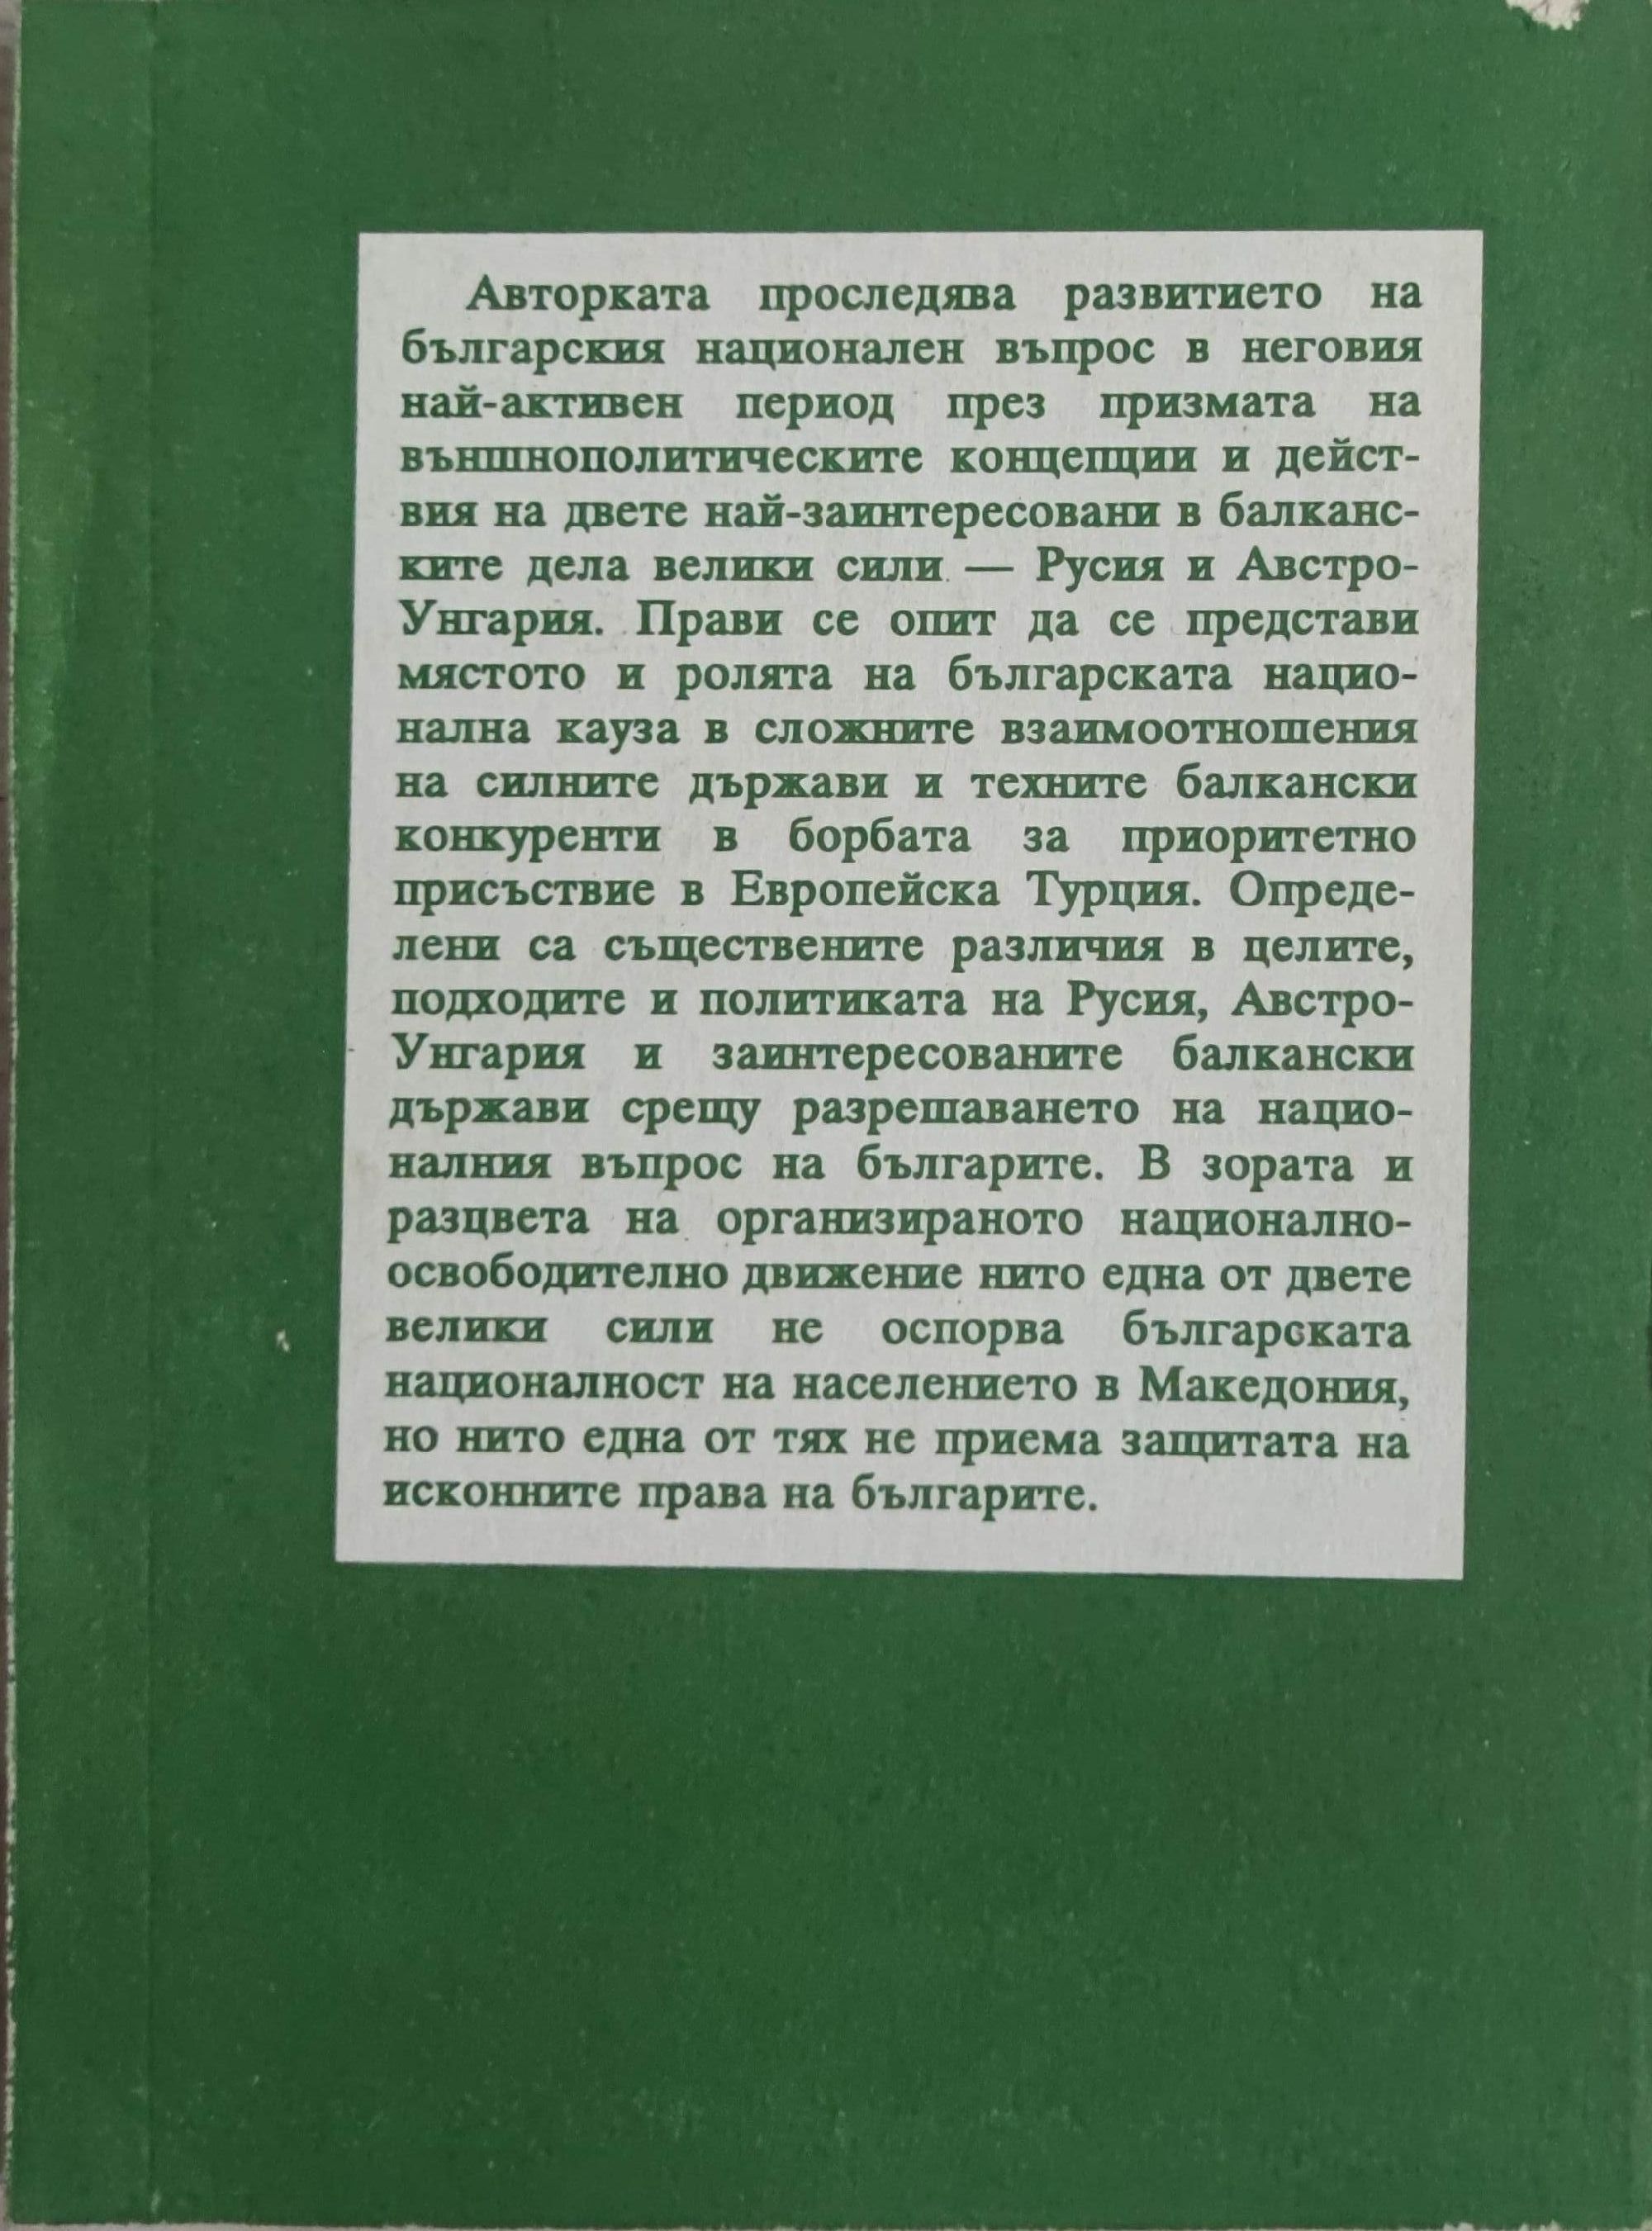 Авторката проследява развитието на
българския национален въпрос в неговия
най-активен период през призмата на
външнополитическите концепции и дейст-
вия на двете най-заинтересовани в балканс-
ките дела велики сили — Русия и Австро-
Унгария. Прави се опит да се представи
мястото и ролята на българската нацио-
нална кауза в сложните взаимоотношения
на силните държави и техните балкански
конкуренти в борбата за приоритетно
присъствие в Европейска Турция. Опреде-
лени са съществените различия в целите,
подходите и политиката на Русия, Австро-
Унгария и заинтересованите балкански
държави срещу разрешаването на нацио-
налния въпрос на българите. В зората и
разцвета на организираното национално-
освободително движение нито една от двете
велики сили не оспорва българската
националност на населението в Македония,
но нито една от тях не приема защитата на
исконните права на българите.